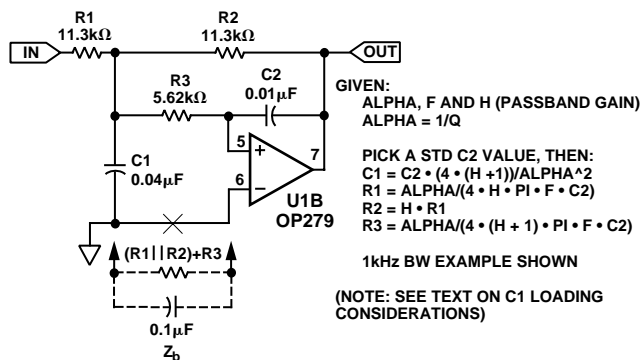 R1
11.3kΩ
R2
11.3kΩ
IN
OUT
R3
5.62kΩ
C2
0.01µF
C1
0.04µF
5
+
6
−
7
U1B
OP279
(R1||R2)+R3
0.1µF
Zb
GIVEN:
ALPHA, F AND H (PASSBAND GAIN)
ALPHA = 1/Q
PICK A STD C2 VALUE, THEN:
C1 = C2 • (4 • (H +1))/ALPHA^2
R1 = ALPHA/(4 • H • PI • F • C2)
R2 = H • R1
R3 = ALPHA/(4 • (H + 1) • PI • F • C2)
1kHz BW EXAMPLE SHOWN
(NOTE: SEE TEXT ON C1 LOADING
CONSIDERATIONS)